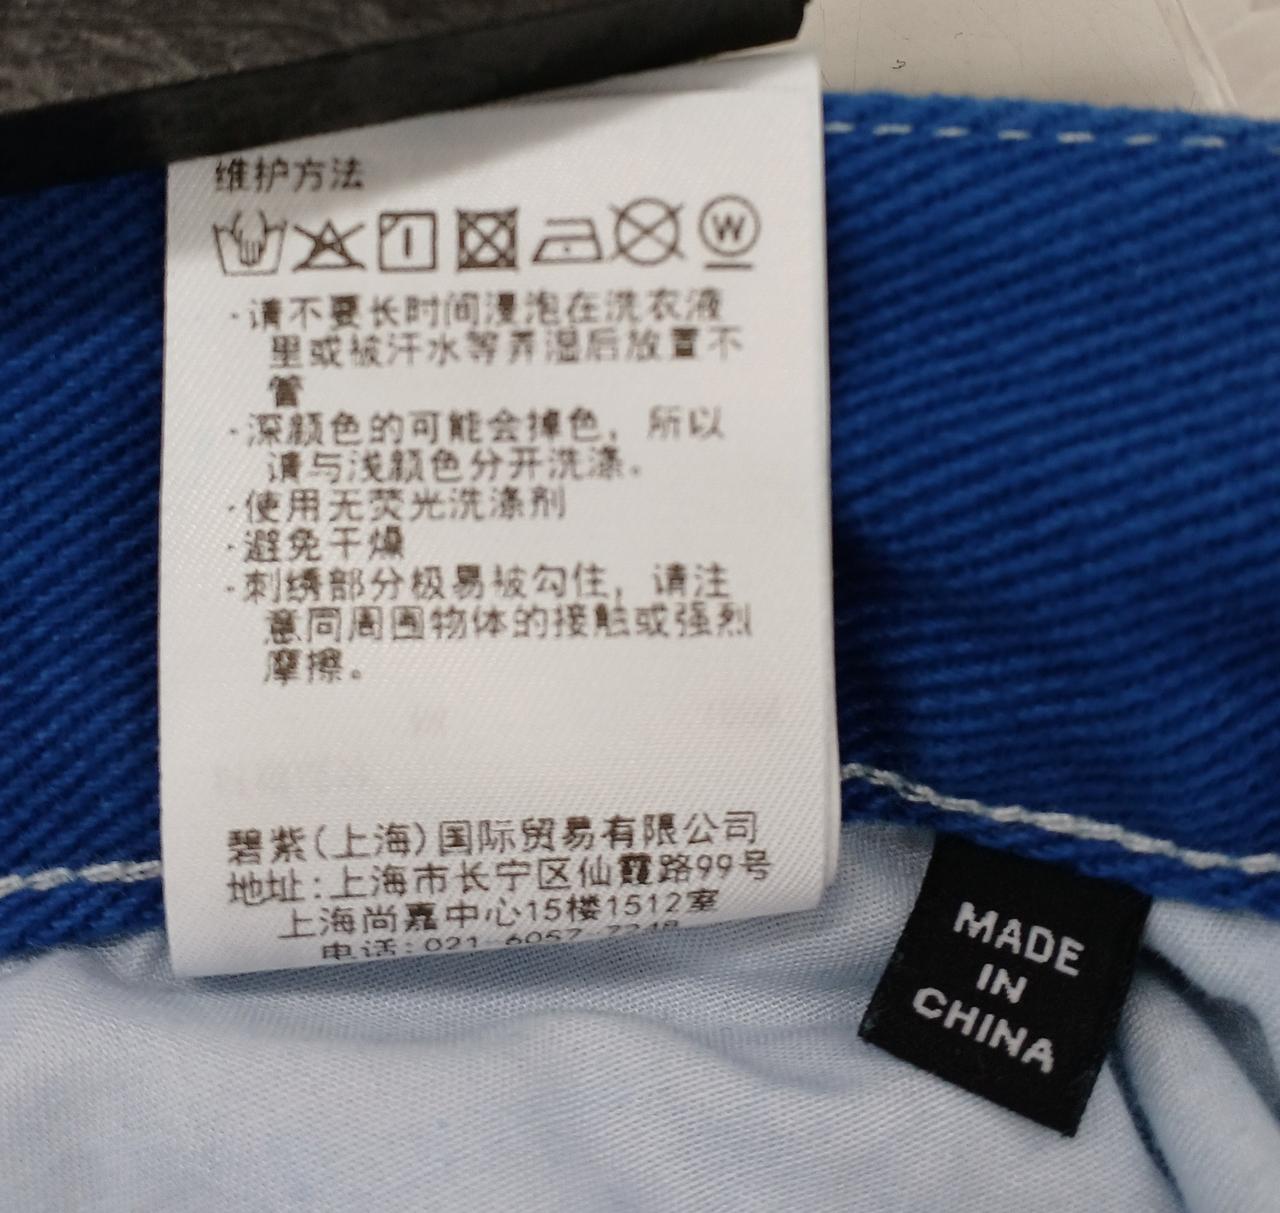 维护方法
W
·请不要长时间浸泡在洗衣液
里或被汗水等弄湿后放置不
管
·深颜色的可能会掉色，所以
请与浅颜色分开洗涤。
·使用无荧光洗涤剂
·避免干燥
·刺绣部分极易被勾住，请注
意同周围物体的接触或强烈
摩擦。
碧紫(上海)国际贸易有限公司
地址:上海市长宁区仙霞路99号
上海尚嘉中心15楼1512室
电话:021-6057-7248
MADE
IN
CHINA